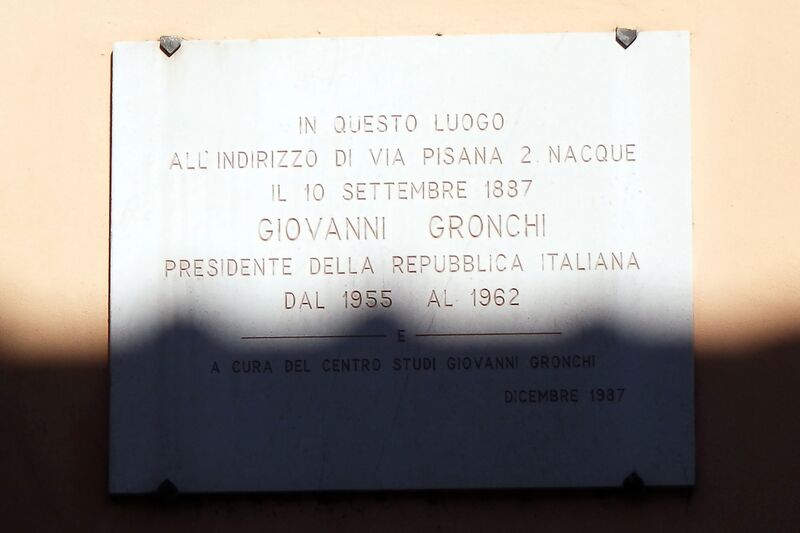 IN QUESTO LUOGO
ALL'INDIRIZZO DI VIA PISANA 2 NACQUE
IL 10 SETTEMBRE 1887
GIOVANNI GRONCHI
PRESIDENTE DELLA REPUBBLICA ITALIANA
DAL 1955 AL 1962
E
A CURA DEL CENTRO STUDI GIOVANNI GRONCHI
DICEMBRE 1987